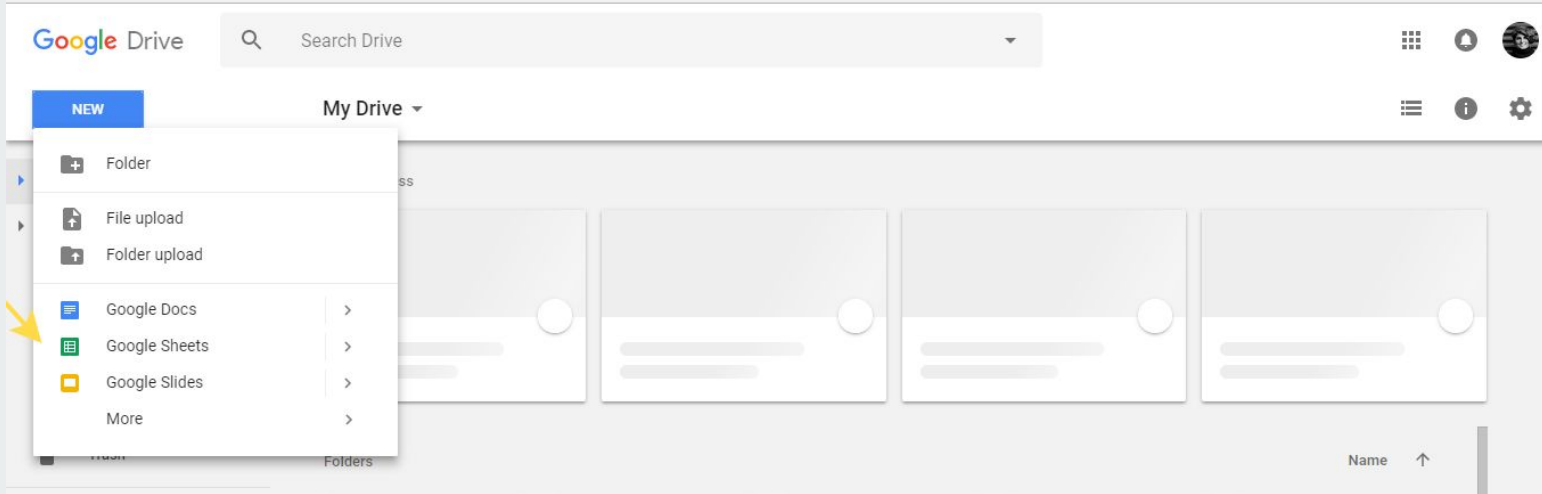 Google Drive
Search Drive
NEW
My Drive
Folder
ss
File upload
Folder upload
Google Docs
Google Sheets
Google Slides
More
Folders
Name